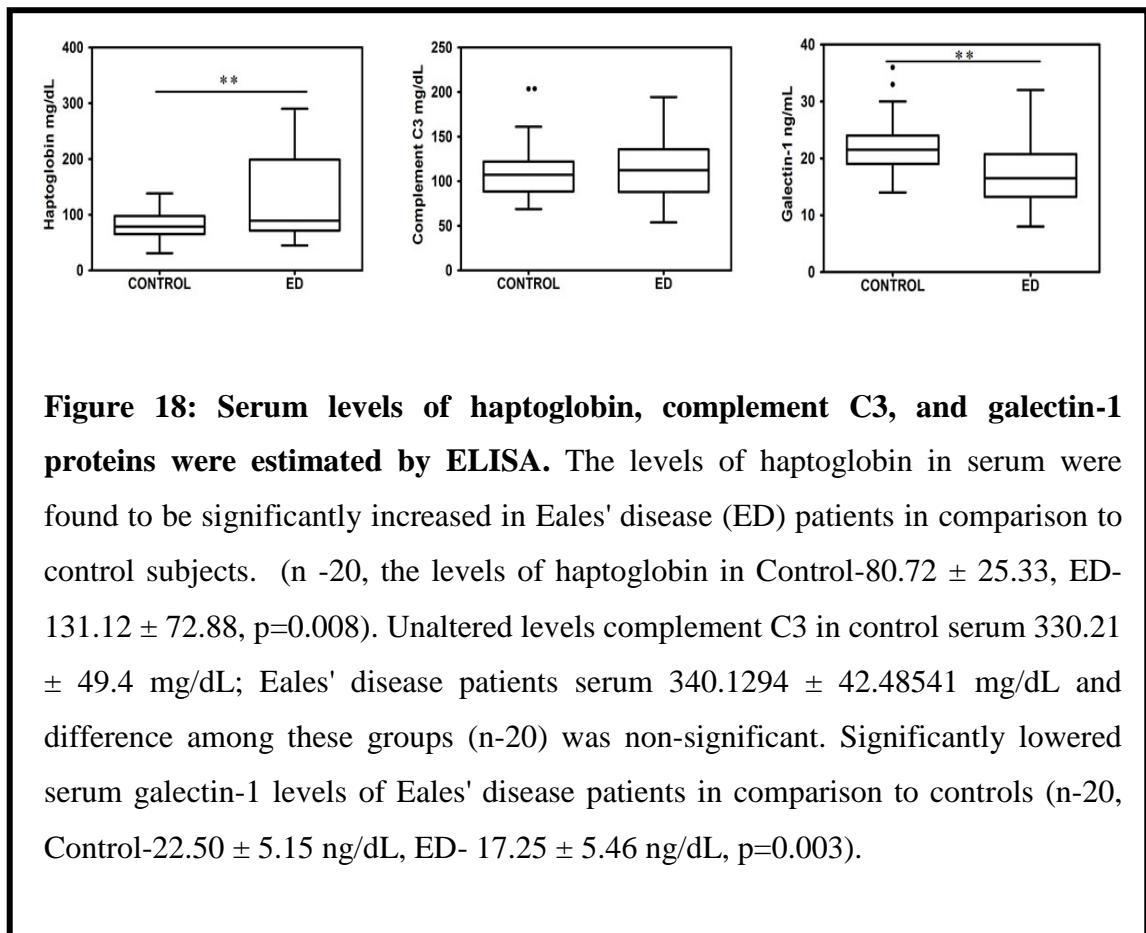 Haptoglobin mg/dL
400
300
200
100
0
**
CONTROL
ED
Complement C3 mg/dL
250
200
150
100
50
0
CONTROL
ED
Galectin-1 ng/mL
40
30
20
10
0
**
CONTROL
ED
Figure 18: Serum levels of haptoglobin, complement C3, and galectin-1
proteins were estimated by ELISA. The levels of haptoglobin in serum were
found to be significantly increased in Eales' disease (ED) patients in comparison to
control subjects. (n -20, the levels of haptoglobin in Control-80.72 ± 25.33, ED-
131.12 ± 72.88, p=0.008). Unaltered levels complement C3 in control serum 330.21
± 49.4 mg/dL; Eales' disease patients serum 340.1294 ± 42.48541 mg/dL and
difference among these groups (n-20) was non-significant. Significantly lowered
serum galectin-1 levels of Eales' disease patients in comparison to controls (n-20,
Control-22.50 ± 5.15 ng/dL, ED- 17.25 ± 5.46 ng/dL, p=0.003).